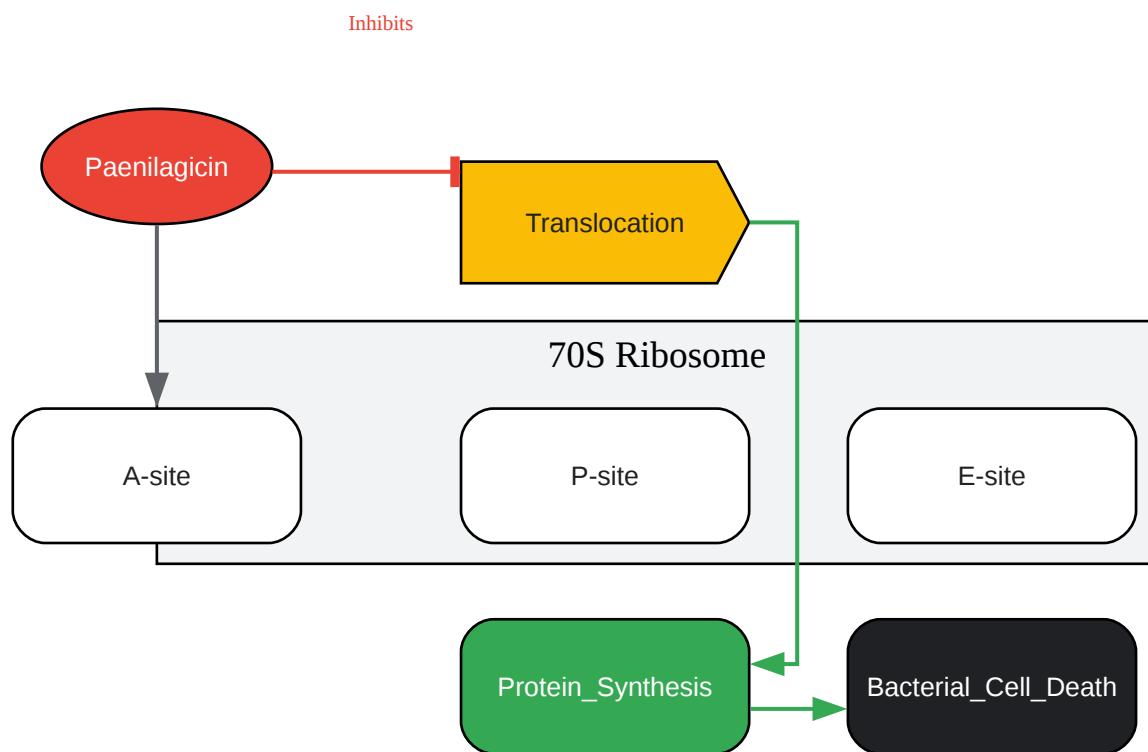 Inhibits
Paenilagicin
Translocation
70S Ribosome
A-site
P-site
E-site
Protein_Synthesis
Bacterial_Cell_Death